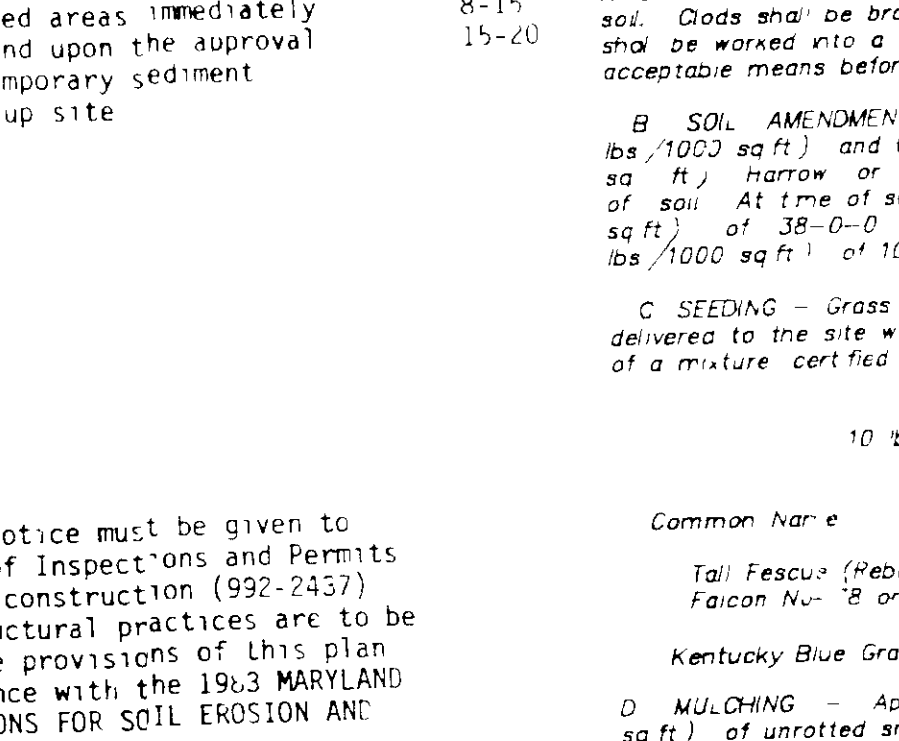 ed areas immediately 8-15
nd upon the approval 15-20
mporary sediment
up site
otice must be given to
f Inspections and Permits
construction (992-2437)
uctural practices are to be
e provisions of this plan
nce with the 1983 MARYLAND
ONS FOR SOIL EROSION AND
soil. Clods shall be bro
shal be worked into a
acceptable means befor
B SOIL AMENDMEN
lbs /1000 sq ft) and
sq ft) Harrow or
of soil At time of s
sq ft) of 38-0-0
lbs /1000 sq ft) of 10
C SEEDING – Grass
delivered to the site w
of a mixture certified
10
Common Name
Tall Fescue (Reb
Falcon or
Kentucky Blue Gra
D MULCHING – Ap
sq ft) of unrotted s